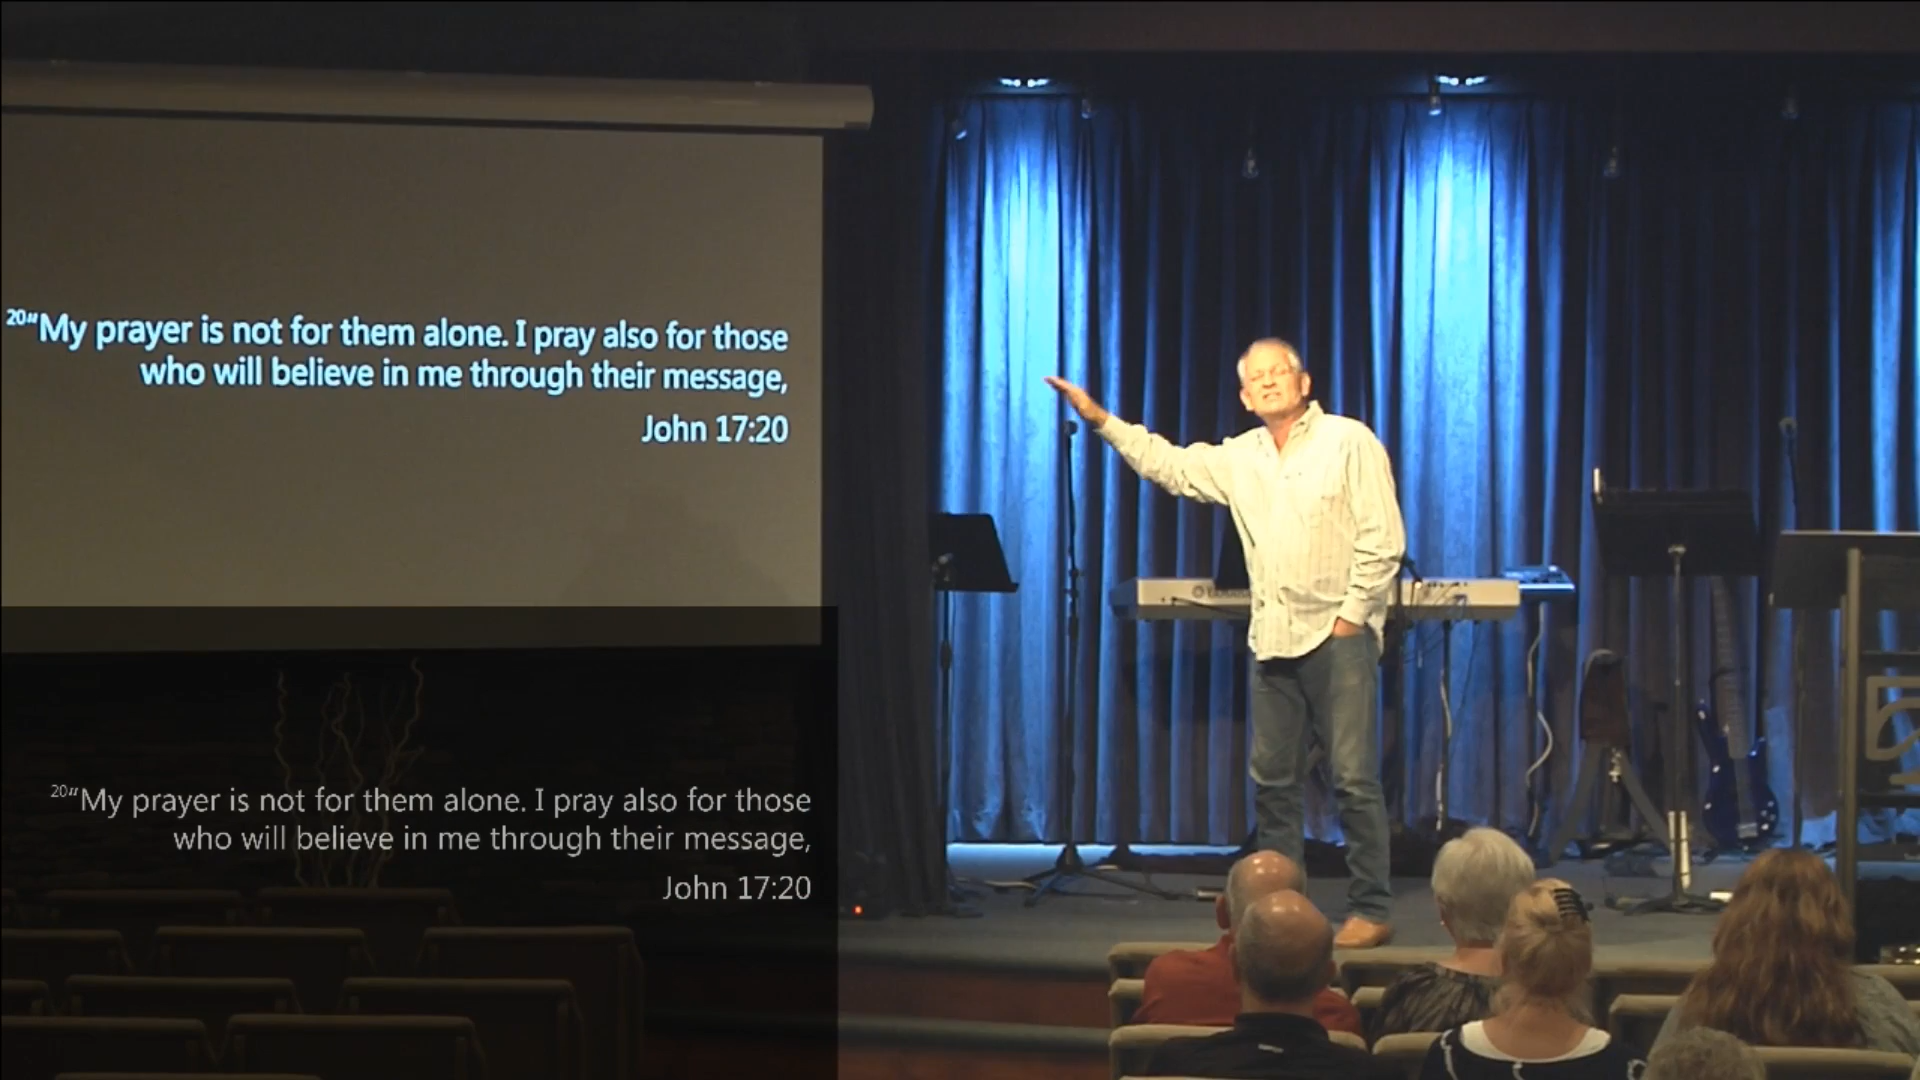 20“My prayer is not for them alone. I pray also for those
who will believe in me through their message,
John 17:20
20“My prayer is not for them alone. I pray also for those
who will believe in me through their message,
John 17:20